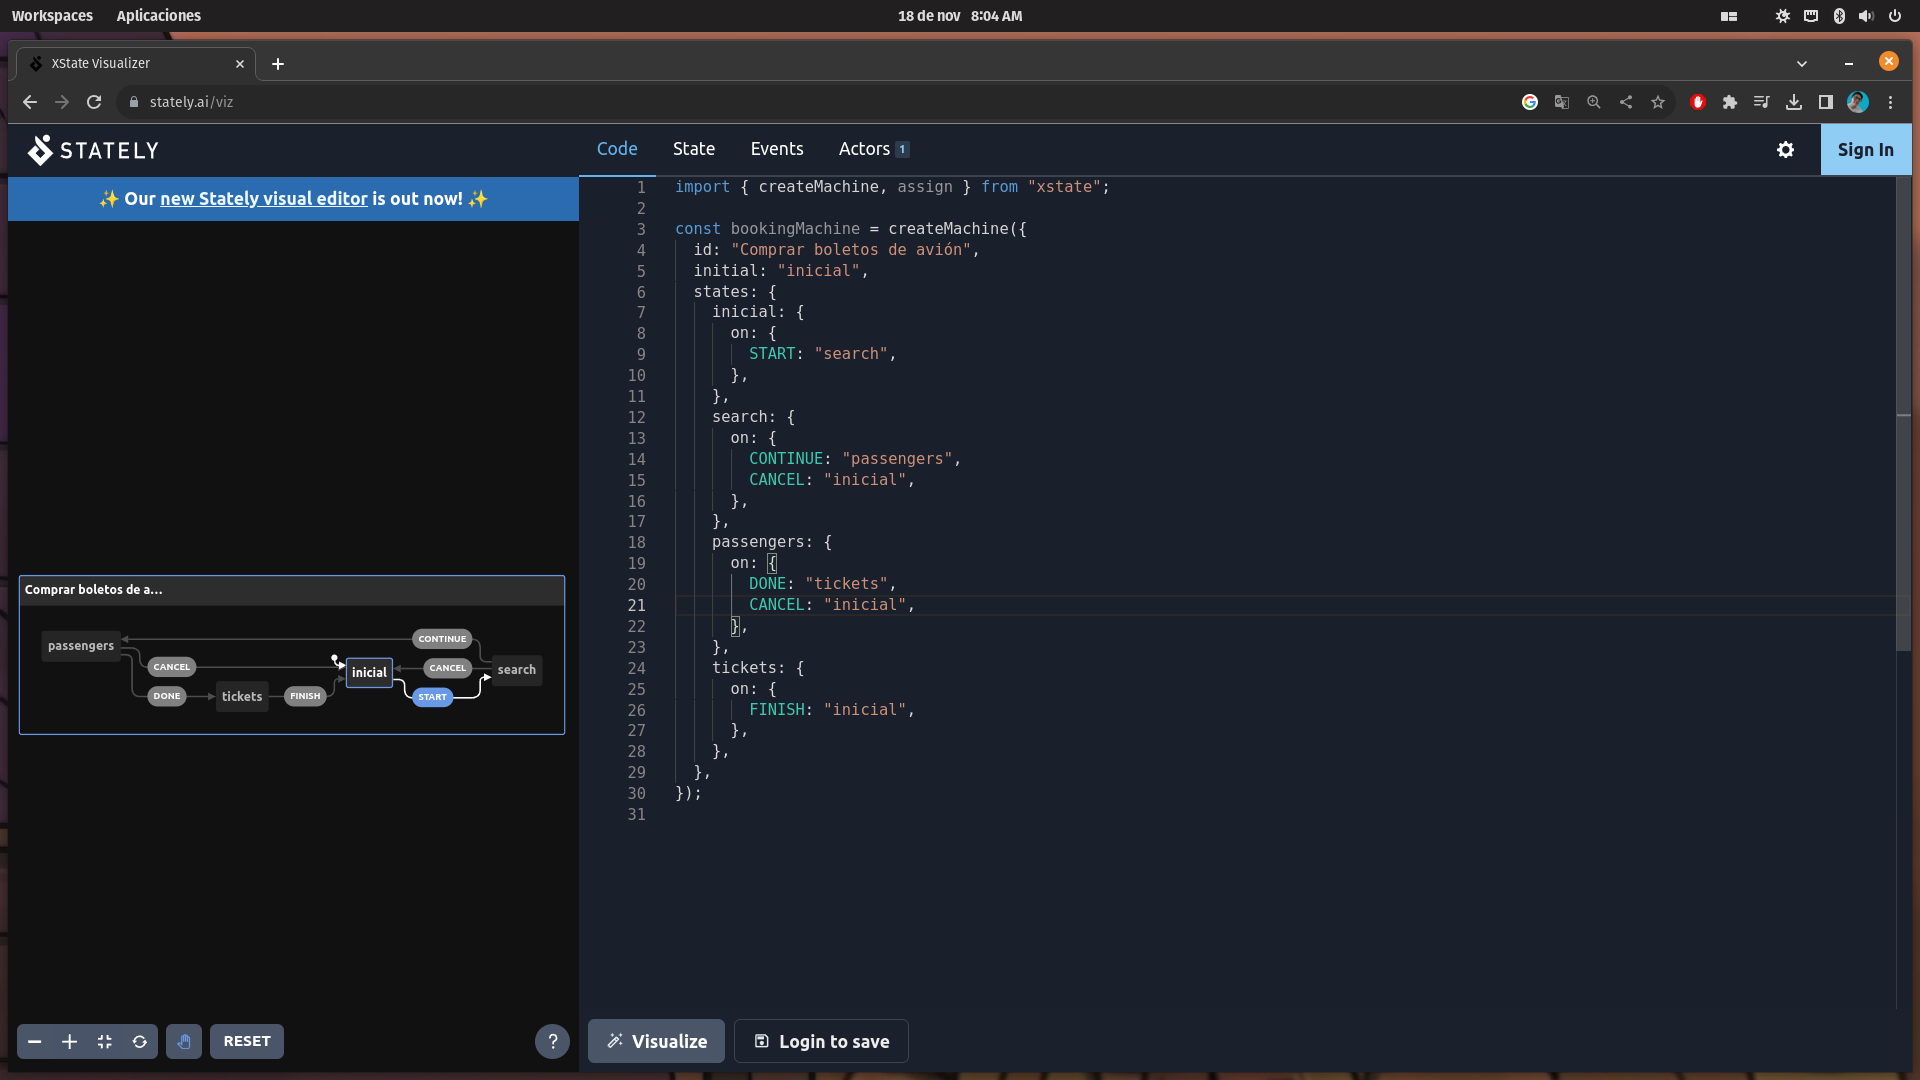 Workspaces Aplicaciones 18 de nov 8:04 AM
XState Visualizer
stately.ai/viz
STATELY Code State Events Actors 1 Sign In
✨ Our new Stately visual editor is out now! ✨
Comprar boletos de a...
passengers
CONTINUE
CANCEL
inicial
CANCEL
search
DONE
tickets
FINISH
START
RESET
?
1 import { createMachine, assign } from "xstate";
2
3 const bookingMachine = createMachine({
4 id: "Comprar boletos de avión",
5 initial: "inicial",
6 states: {
7 inicial: {
8 on: {
9 START: "search",
10 },
11 },
12 search: {
13 on: {
14 CONTINUE: "passengers",
15 CANCEL: "inicial",
16 },
17 },
18 passengers: {
19 on: {
20 DONE: "tickets",
21 CANCEL: "inicial",
22 },
23 },
24 tickets: {
25 on: {
26 FINISH: "inicial",
27 },
28 },
29 },
30 });
31
Visualize Login to save